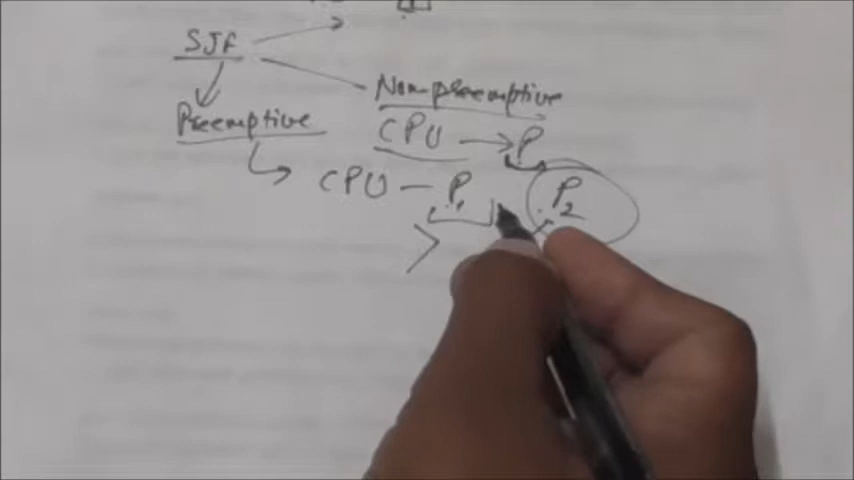 SJF
Non-preemptive
Preemptive
CPU → P
CPU — P1 P2
>